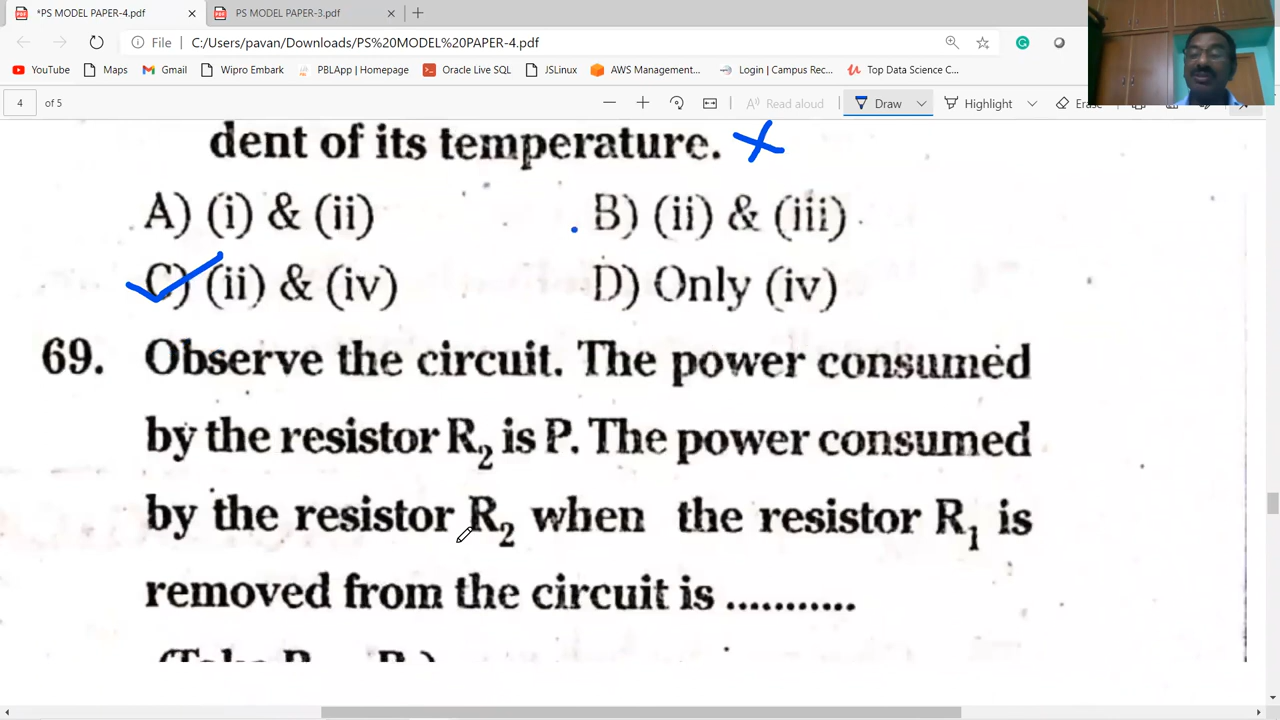 *PS MODEL PAPER-4.pdf
PS MODEL PAPER-3.pdf
File C:/Users/pavan/Downloads/PS%20MODEL%20PAPER-4.pdf
YouTube Maps Gmail Wipro Embark PBLApp | Homepage Oracle Live SQL JSLinux AWS Management... Login | Campus Rec... Top Data Science C...
4 of 5 Read aloud Draw Highlight
dent of its temperature.
A) (i) & (ii) B) (ii) & (iii)
C) (ii) & (iv) D) Only (iv)
69. Observe the circuit. The power consumed
by the resistor R2 is P. The power consumed
by the resistor R2 when the resistor R1 is
removed from the circuit is ...........